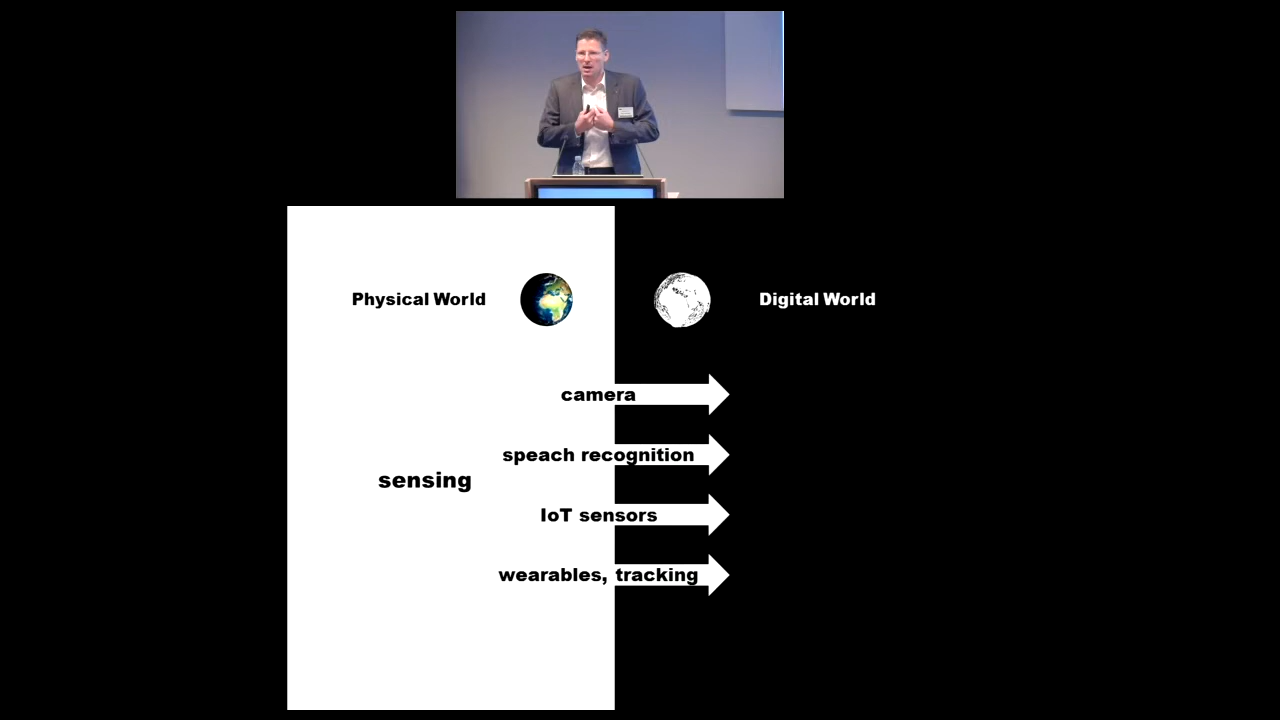 Physical World
Digital World
camera
speach recognition
sensing
IoT sensors
wearables, tracking